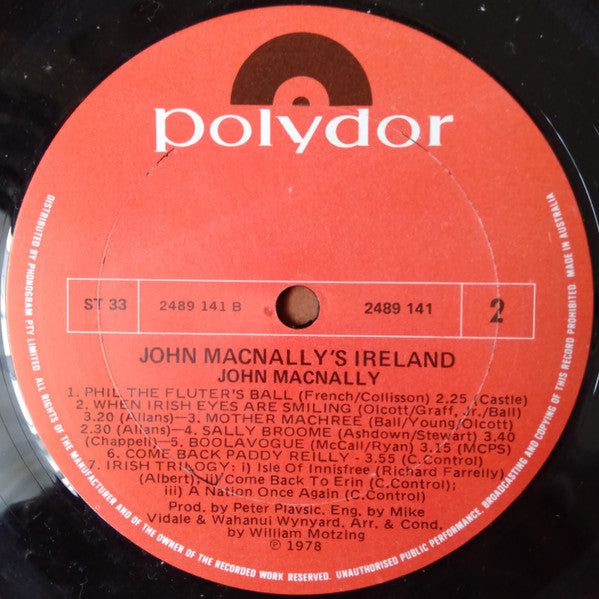 polydor
ST 33
2489 141 B
2489 141
2
JOHN MACNALLY'S IRELAND
JOHN MACNALLY
1. PHIL THE FLUTER'S BALL (French/Collisson) 2.25 (Castle)
2. WHEN IRISH EYES ARE SMILING (Olcott/Graff, Jr./Ball)
3.20 (Allans)—3. MOTHER MACHREE (Ball/Young/Olcott)
2.30 (Allans)—4. SALLY BROOME (Ashdown/Stewart) 3.40
(Chappell)—5. BOOLAVOGUE (McCall/Ryan) 3.15 (MCPS)
6. COME BACK PADDY REILLY - 3.55 (C.Control)
7. IRISH TRILOGY: i) Isle Of Innisfree (Richard Farrelly)
(Albert); ii) Come Back To Erin (C.Control);
iii) A Nation Once Again (C.Control)
Prod. by Peter Plavsic. Eng. by Mike
Vidale & Wahanui Wynyard. Arr. & Cond.
by William Motzing
℗ 1978
DISTRIBUTED BY PHONOGRAM PTY LIMITED ALL RIGHTS OF THE MANUFACTURER AND OF THE OWNER OF THE RECORDED WORK RESERVED. UNAUTHORISED PUBLIC PERFORMANCE, BROADCASTING AND COPYING OF THIS RECORD PROHIBITED MADE IN AUSTRALIA